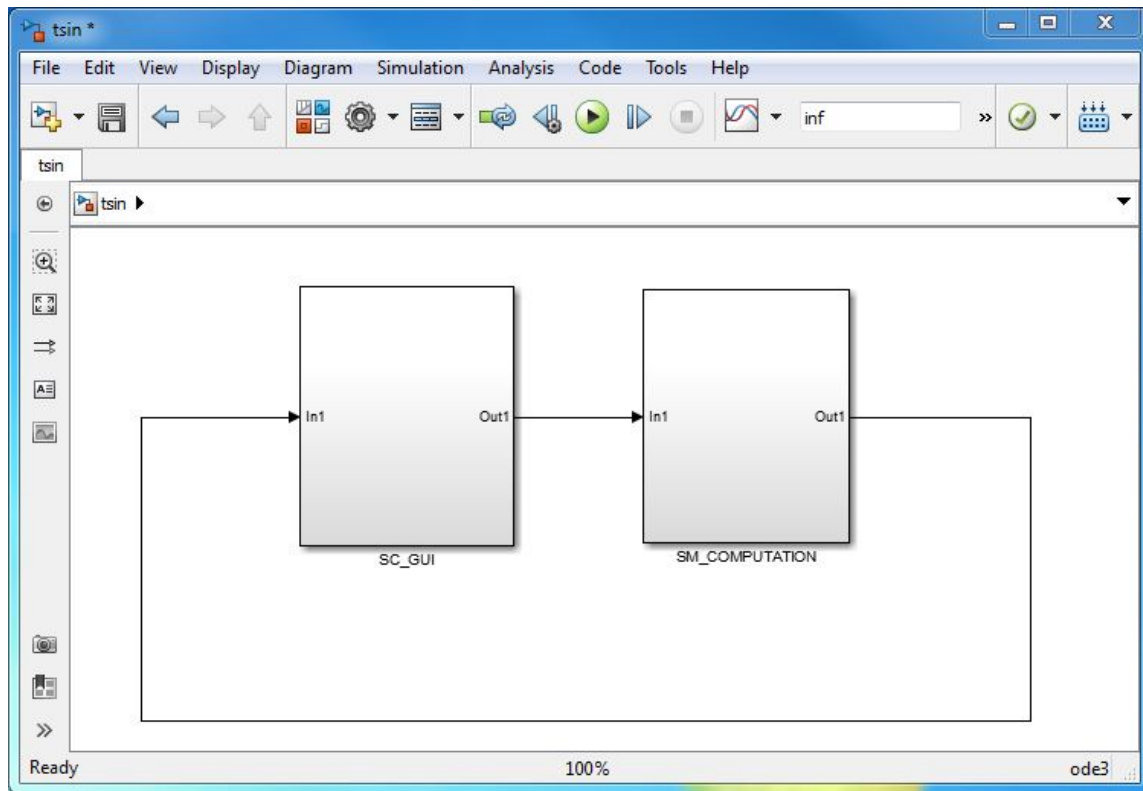 tsin *
File Edit View Display Diagram Simulation Analysis Code Tools Help
inf
tsin
tsin
In1 Out1 In1 Out1
SC_GUI SM_COMPUTATION
Ready 100% ode3